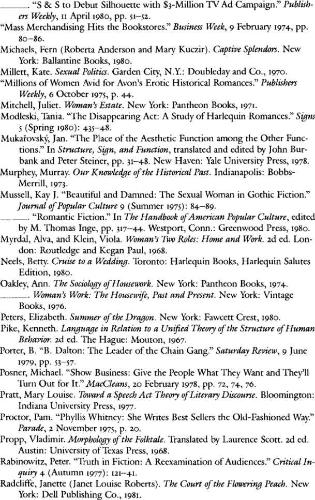 ______. "S & S to Debut Silhouette with $3-Million TV Ad Campaign." Publish-
ers Weekly, 11 April 1980, pp. 51–52.
"Mass Merchandising Hits the Bookstores." Business Week, 9 February 1974, pp.
80–86.
Michaels, Fern (Roberta Anderson and Mary Kuczir). Captive Splendors. New
York: Ballantine Books, 1980.
Millett, Kate. Sexual Politics. Garden City, N.Y.: Doubleday and Co., 1970.
"Millions of Women Avid for Avon's Erotic Historical Romances." Publishers
Weekly, 6 October 1975, p. 44.
Mitchell, Juliet. Woman's Estate. New York: Pantheon Books, 1971.
Modleski, Tania. "The Disappearing Act: A Study of Harlequin Romances." Signs
5 (Spring 1980): 435–48.
Mukařovský, Jan. "The Place of the Aesthetic Function among the Other Func-
tions." In Structure, Sign, and Function, translated and edited by John Bur-
bank and Peter Steiner, pp. 31–48. New Haven: Yale University Press, 1978.
Murphey, Murray. Our Knowledge of the Historical Past. Indianapolis: Bobbs-
Merrill, 1973.
Mussell, Kay J. "Beautiful and Damned: The Sexual Woman in Gothic Fiction."
Journal of Popular Culture 9 (Summer 1975): 84–89.
______. "Romantic Fiction." In The Handbook of American Popular Culture, edited
by M. Thomas Inge, pp. 317–44. Westport, Conn.: Greenwood Press, 1980.
Myrdal, Alva, and Klein, Viola. Woman's Two Roles: Home and Work. 2d ed. Lon-
don: Routledge and Kegan Paul, 1968.
Neels, Betty. Cruise to a Wedding. Toronto: Harlequin Books, Harlequin Salutes
Edition, 1980.
Oakley, Ann. The Sociology of Housework. New York: Pantheon Books, 1974.
______. Woman's Work: The Housewife, Past and Present. New York: Vintage
Books, 1976.
Peters, Elizabeth. Summer of the Dragon. New York: Fawcett Crest, 1980.
Pike, Kenneth. Language in Relation to a Unified Theory of the Structure of Human
Behavior. 2d ed. The Hague: Mouton, 1967.
Porter, B. "B. Dalton: The Leader of the Chain Gang." Saturday Review, 9 June
1979, pp. 53–57.
Posner, Michael. "Show Business: Give the People What They Want and They'll
Turn Out for It." MacCleans, 20 February 1978, pp. 72, 74, 76.
Pratt, Mary Louise. Toward a Speech Act Theory of Literary Discourse. Bloomington:
Indiana University Press, 1977.
Proctor, Pam. "Phyllis Whitney: She Writes Best Sellers the Old-Fashioned Way."
Parade, 2 November 1975, p. 20.
Propp, Vladimir. Morphology of the Folktale. Translated by Laurence Scott. 2d ed.
Austin: University of Texas Press, 1968.
Rabinowitz, Peter. "Truth in Fiction: A Reexamination of Audiences." Critical In-
quiry 4 (Autumn 1977): 121–41.
Radcliffe, Janette (Janet Louise Roberts). The Court of the Flowering Peach. New
York: Dell Publishing Co., 1981.